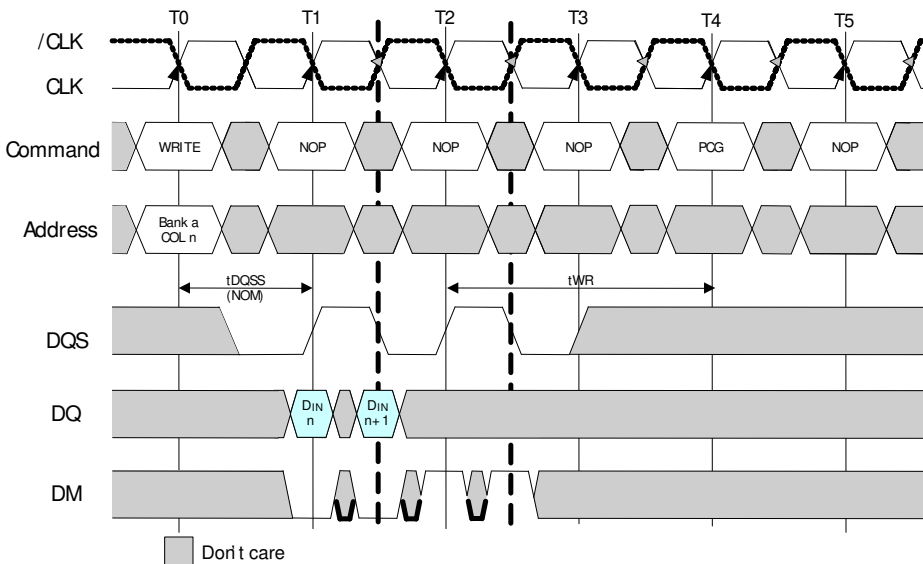 T0 T1 T2 T3 T4 T5
/CLK
CLK
Command WRITE NOP NOP NOP PCG NOP
Address Bank a
COL n
tDQSS
(NOM)
tWR
DQS
DQ DIN
n
DIN
n+1
DM
Don't care